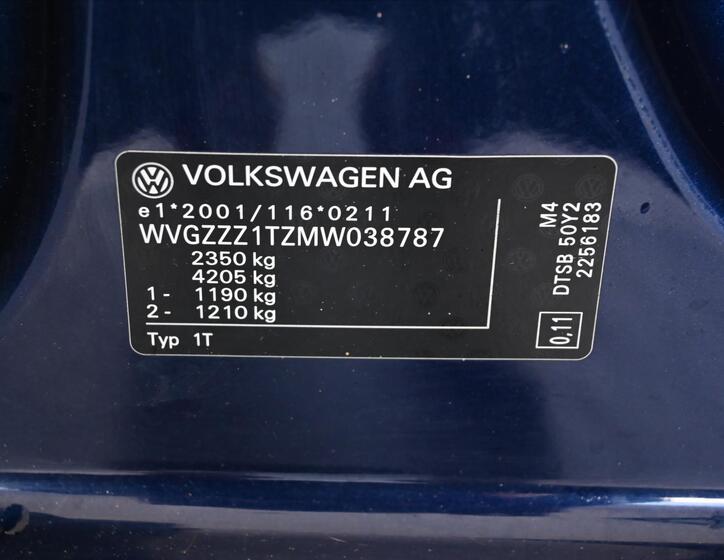 VOLKSWAGEN AG
e1*2001/116*0211
WVGZZZ1TZMW038787
2350 kg
4205 kg
1- 1190 kg
2- 1210 kg
Typ 1T
M4
DTSB 50Y2
2256183
0,11